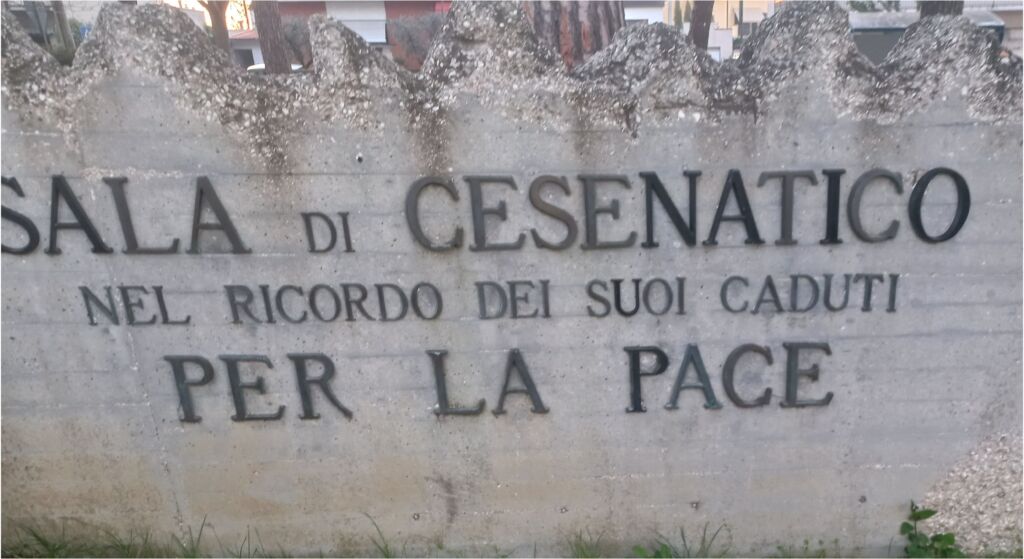 SALA DI CESENATICO
NEL RICORDO DEI SUOI CADUTI
PER LA PACE